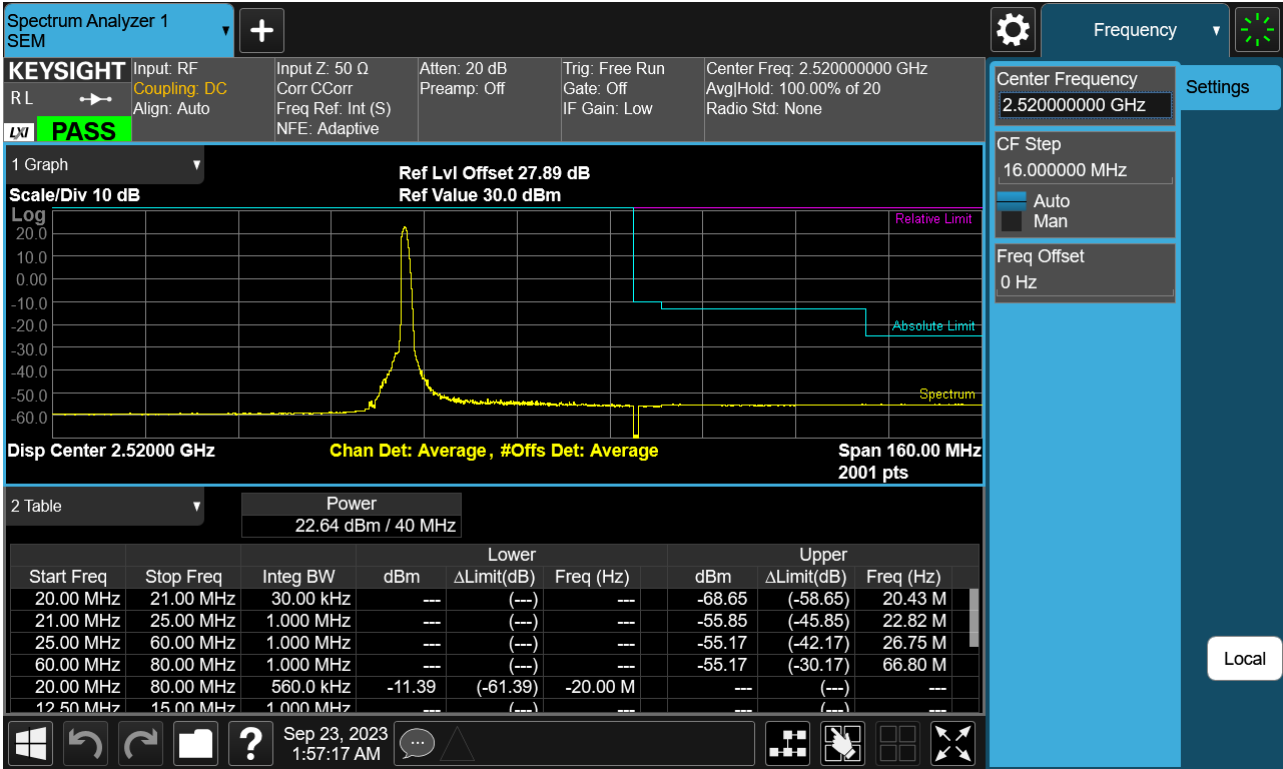 Spectrum Analyzer 1
SEM
Frequency
KEYSIGHT Input: RF Input Z: 50 Ω Atten: 20 dB Trig: Free Run Center Freq: 2.520000000 GHz
R L Coupling: DC Corr CCorr Preamp: Off Gate: Off Avg|Hold: 100.00% of 20
Align: Auto Freq Ref: Int (S) IF Gain: Low Radio Std: None
LXI PASS NFE: Adaptive
Center Frequency
2.520000000 GHz
Settings
CF Step
16.000000 MHz
Auto
Man
Freq Offset
0 Hz
1 Graph
Ref Lvl Offset 27.89 dB
Scale/Div 10 dB Ref Value 30.0 dBm
Log
Relative Limit
20.0
10.0
0.00
-10.0
-20.0
Absolute Limit
-30.0
-40.0
-50.0
Spectrum
-60.0
Disp Center 2.52000 GHz Chan Det: Average , #Offs Det: Average Span 160.00 MHz
2001 pts
2 Table
Power
22.64 dBm / 40 MHz
Lower Upper
Start Freq Stop Freq Integ BW dBm ΔLimit(dB) Freq (Hz) dBm ΔLimit(dB) Freq (Hz)
20.00 MHz 21.00 MHz 30.00 kHz --- (---) --- -68.65 (-58.65) 20.43 M
21.00 MHz 25.00 MHz 1.000 MHz --- (---) --- -55.85 (-45.85) 22.82 M
25.00 MHz 60.00 MHz 1.000 MHz --- (---) --- -55.17 (-42.17) 26.75 M
60.00 MHz 80.00 MHz 1.000 MHz --- (---) --- -55.17 (-30.17) 66.80 M
20.00 MHz 80.00 MHz 560.0 kHz -11.39 (-61.39) -20.00 M --- (---) ---
12.50 MHz 15.00 MHz 1.000 MHz --- (---) --- --- (---) ---
Local
?
Sep 23, 2023
1:57:17 AM